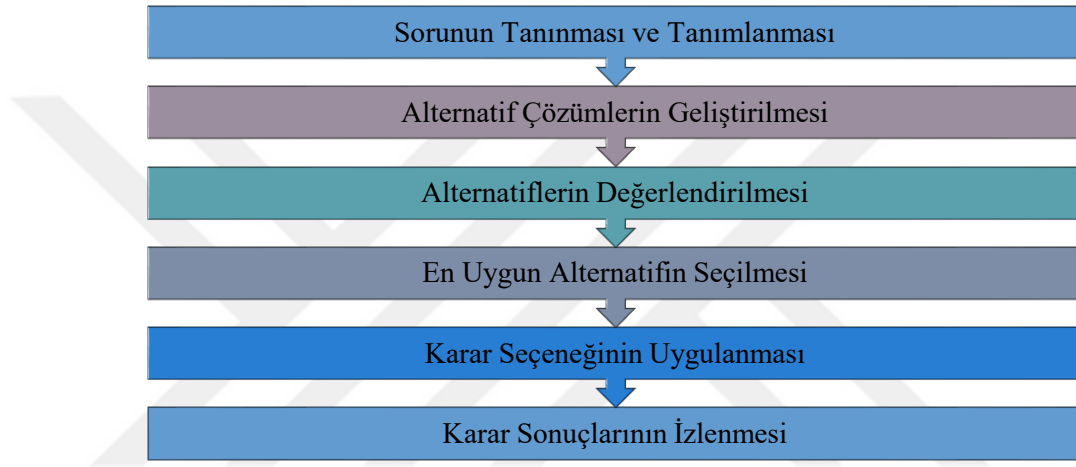 Sorunun Tanınması ve Tanımlanması
Alternatif Çözümlerin Geliştirilmesi
Alternatiflerin Değerlendirilmesi
En Uygun Alternatifin Seçilmesi
Karar Seçeneğinin Uygulanması
Karar Sonuçlarının İzlenmesi